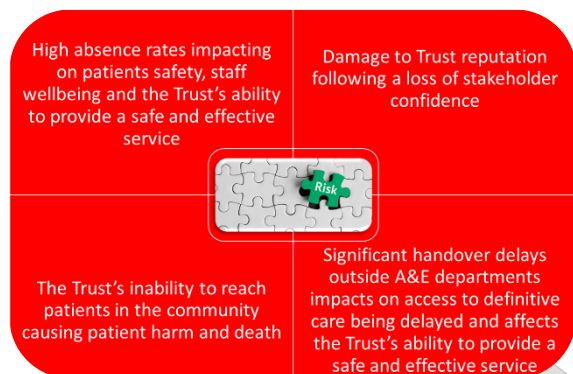 High absence rates impacting
on patients safety, staff
wellbeing and the Trust's ability
to provide a safe and effective
service
Damage to Trust reputation
following a loss of stakeholder
confidence
Risk
The Trust's inability to reach
patients in the community
causing patient harm and death
Significant handover delays
outside A&E departments
impacts on access to definitive
care being delayed and affects
the Trust's ability to provide a
safe and effective service